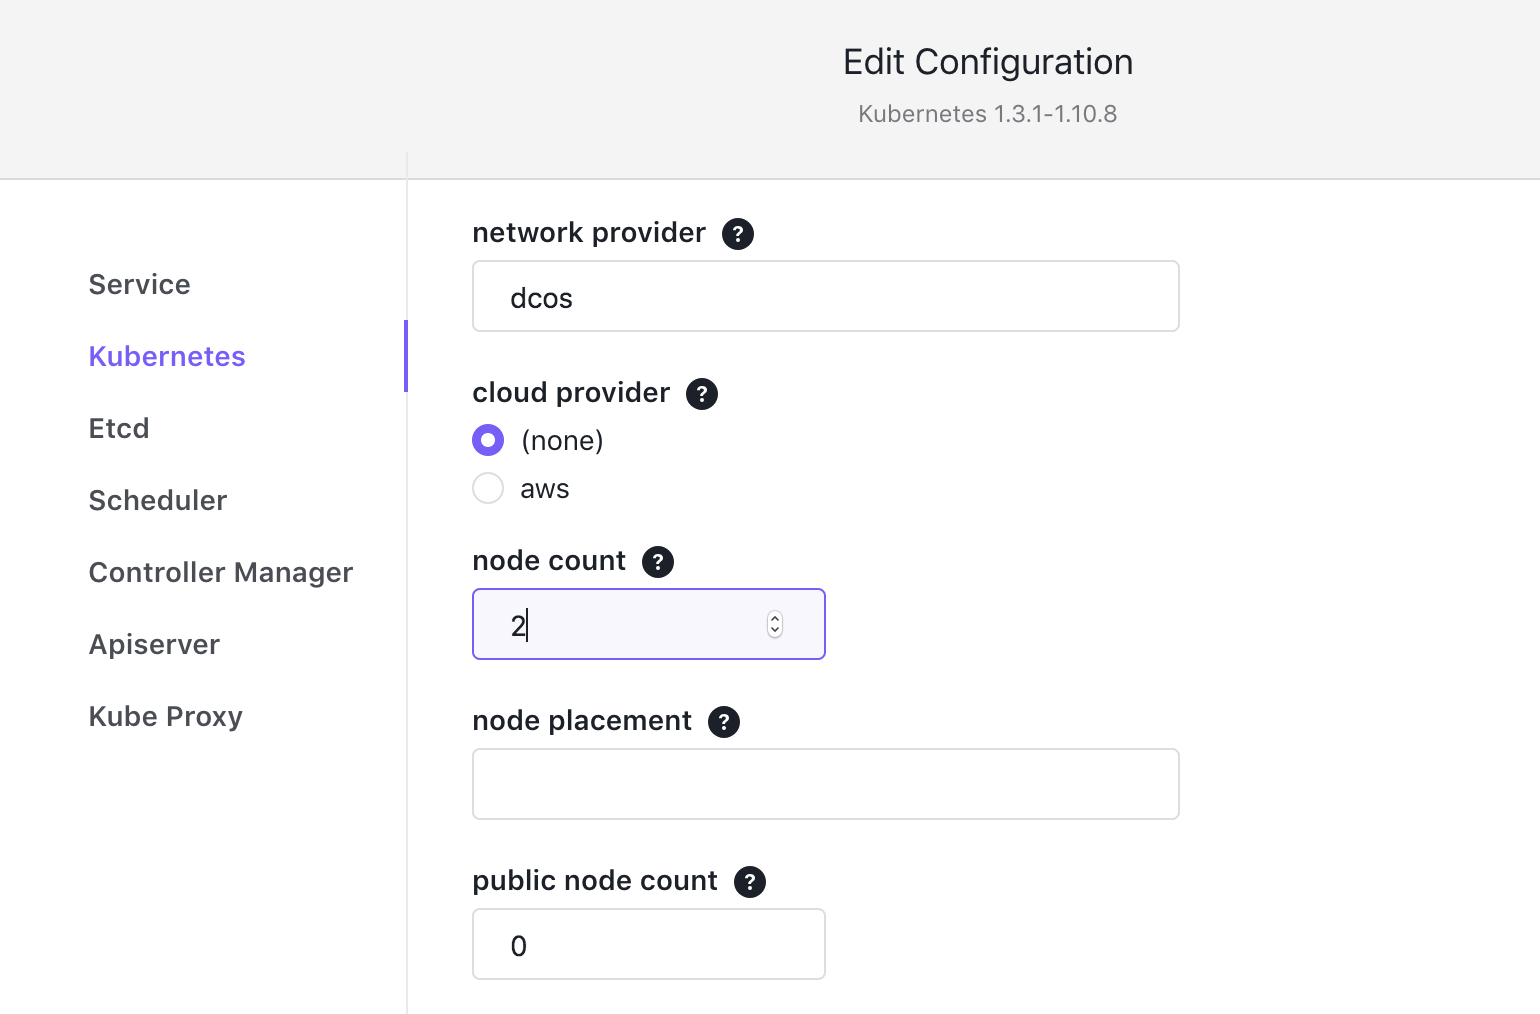 Edit Configuration
Kubernetes 1.3.1-1.10.8
Service
Kubernetes
Etcd
Scheduler
Controller Manager
Apiserver
Kube Proxy
network provider ?
dcos
cloud provider ?
(none)
aws
node count ?
2
node placement ?
public node count ?
0